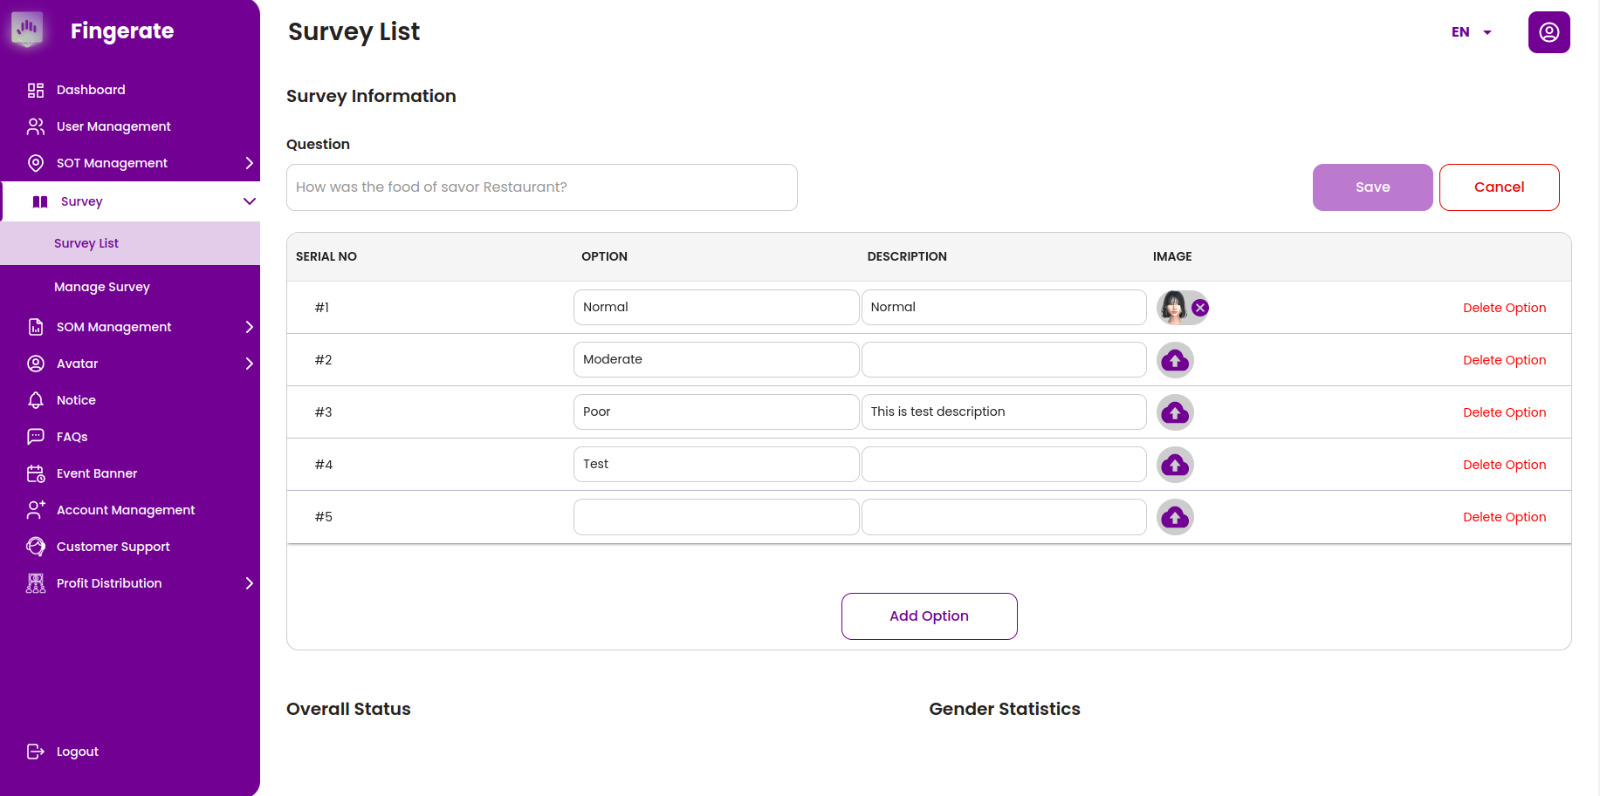 Fingerate
Survey List
EN
Dashboard
User Management
SOT Management
Survey
Survey List
Manage Survey
SOM Management
Avatar
Notice
FAQs
Event Banner
Account Management
Customer Support
Profit Distribution
Logout
Survey Information
Question
How was the food of savor Restaurant?
Save
Cancel
SERIAL NO OPTION DESCRIPTION IMAGE
#1 Normal Normal Delete Option
#2 Moderate Delete Option
#3 Poor This is test description Delete Option
#4 Test Delete Option
#5 Delete Option
Add Option
Overall Status
Gender Statistics